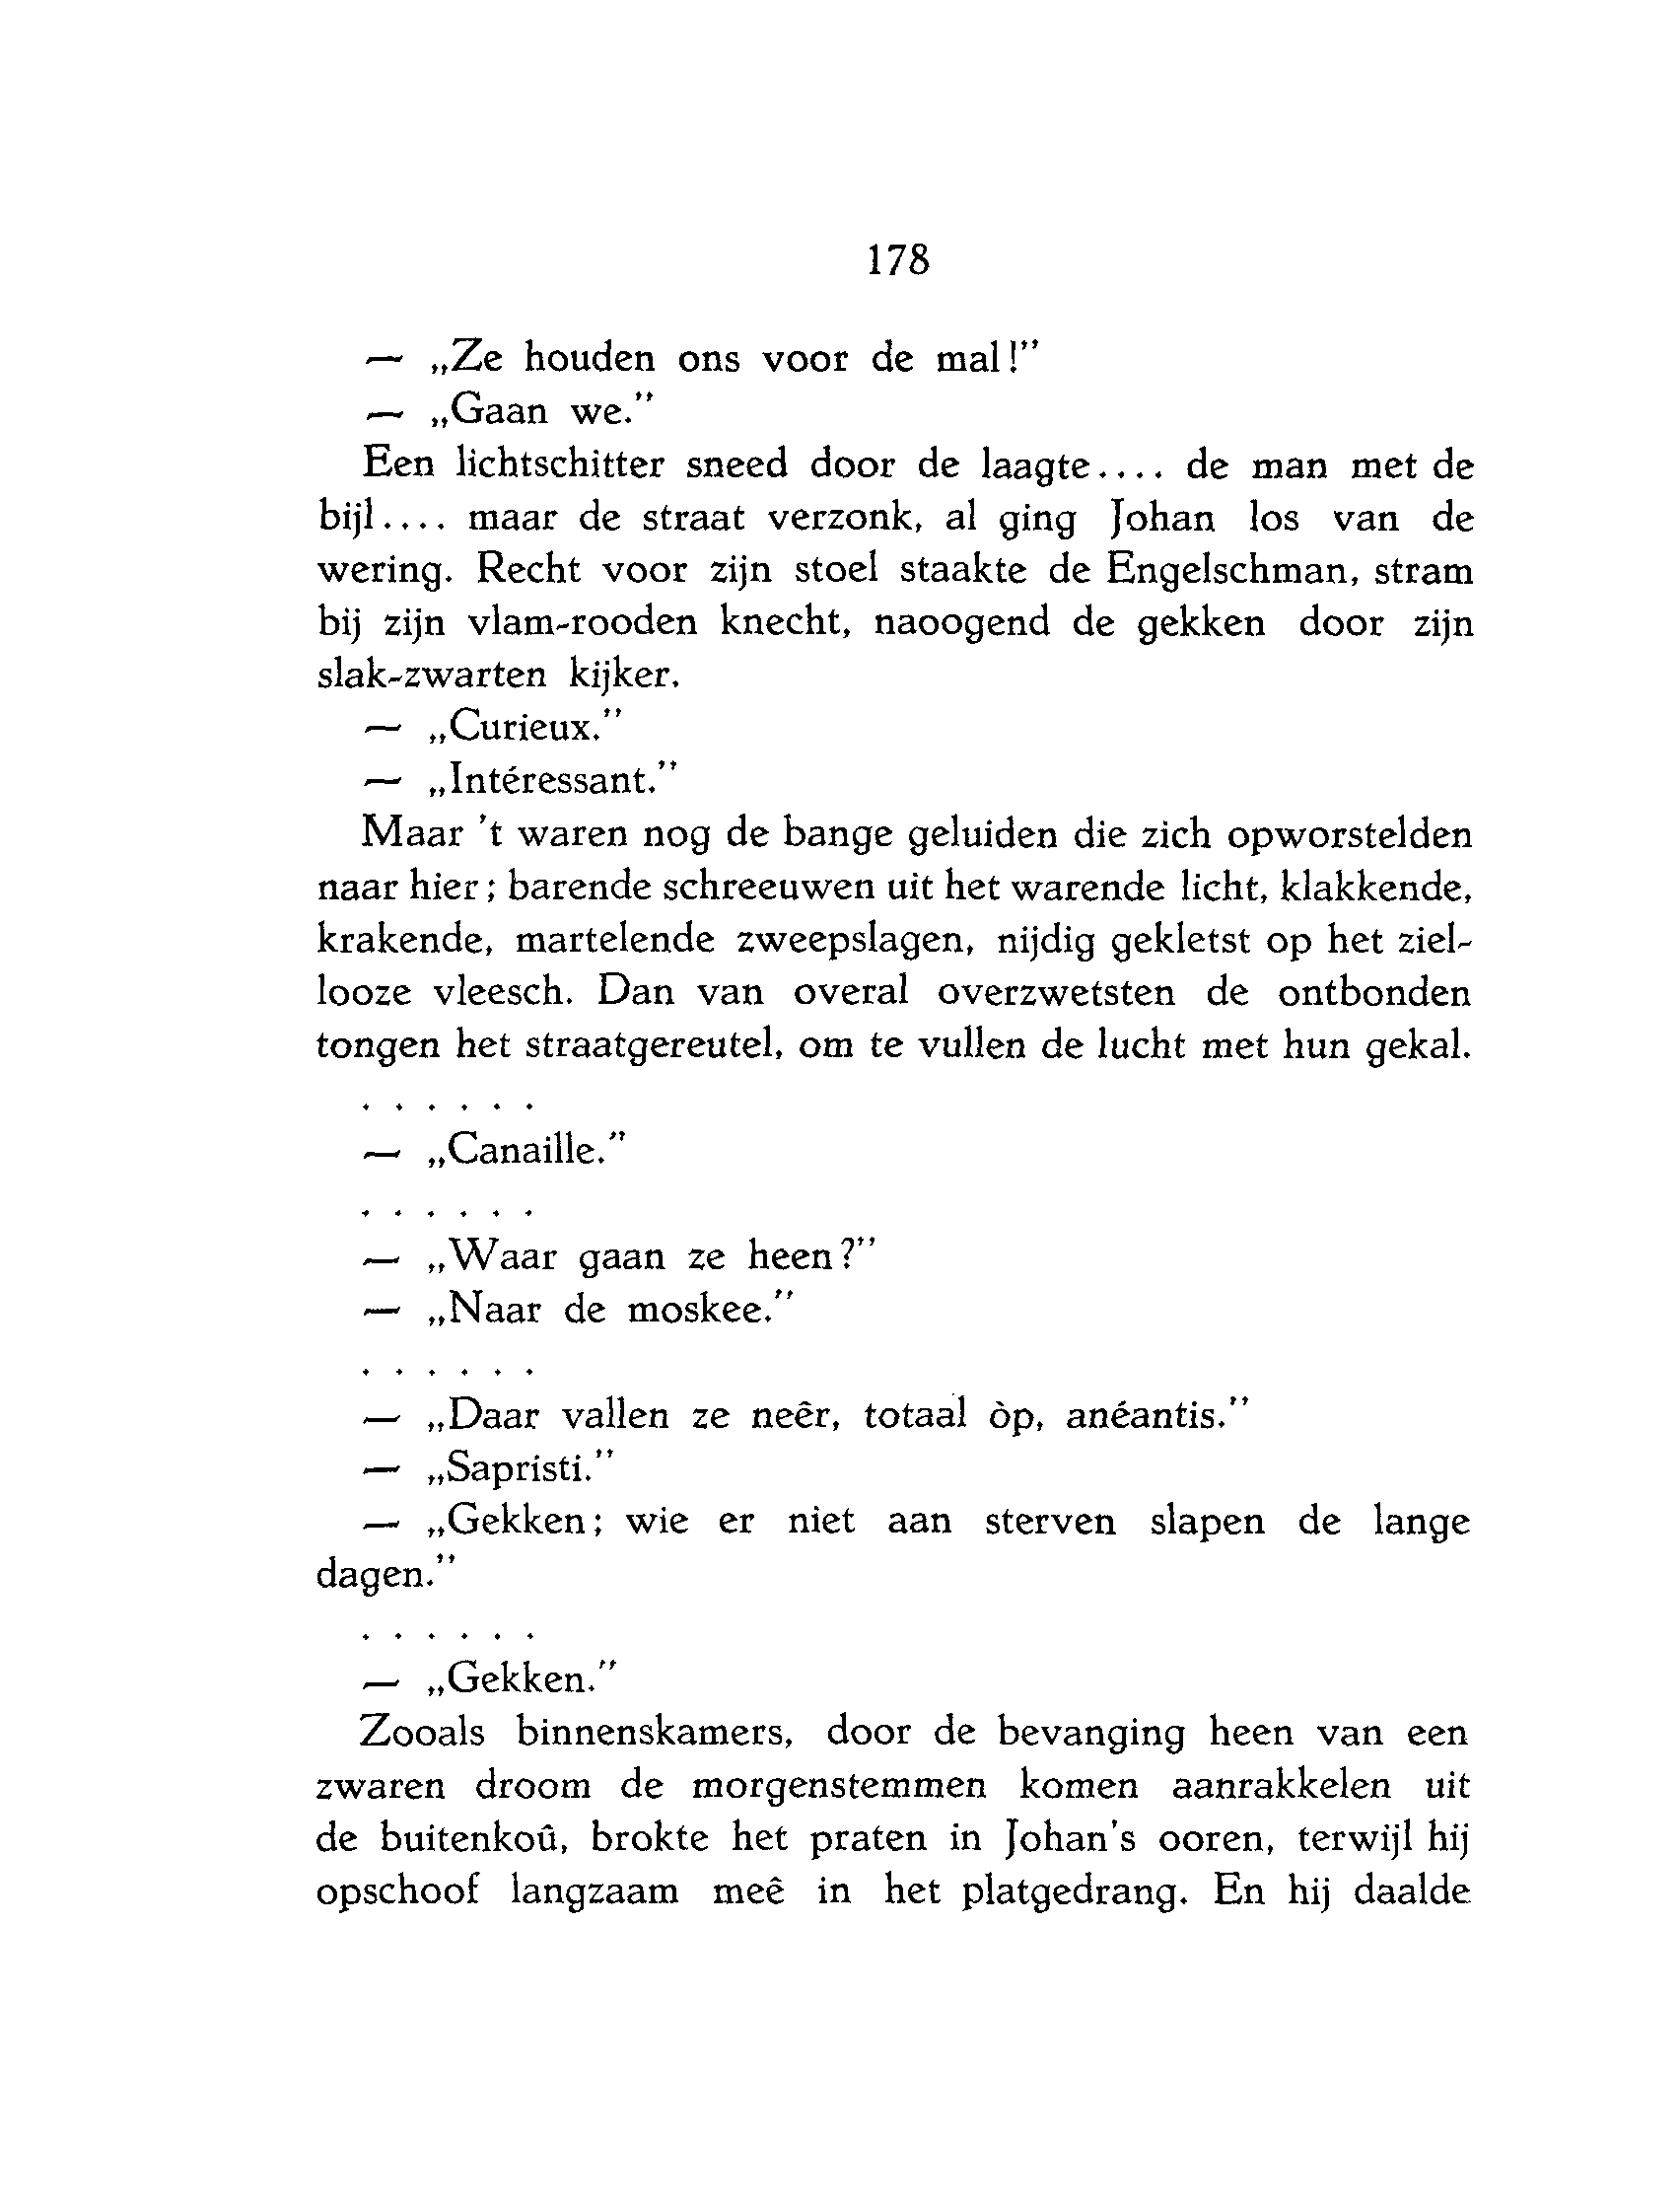 178
— „Ze houden ons voor de mal!”
— „Gaan we.”
Een lichtschitter sneed door de laagte.... de man met de
bijl.... maar de straat verzonk, al ging Johan los van de
wering. Recht voor zijn stoel staakte de Engelschman, stram
bij zijn vlam-rooden knecht, naoogend de gekken door zijn
slak-zwarten kijker.
— „Curieux.”
— „Intéressant.”
Maar 't waren nog de bange geluiden die zich opworstelden
naar hier; barende schreeuwen uit het warende licht, klakkende,
krakende, martelende zweepslagen, nijdig gekletst op het ziel-
looze vleesch. Dan van overal overzwetsten de ontbonden
tongen het straatgereutel, om te vullen de lucht met hun gekal.
. . . . . .
— „Canaille.”
. . . . . .
— „Waar gaan ze heen?”
— „Naar de moskee.”
. . . . . .
— „Daar vallen ze neêr, totaal òp, anéantis.”
— „Sapristi.”
— „Gekken; wie er niet aan sterven slapen de lange
dagen.”
. . . . . .
— „Gekken.”
Zooals binnenskamers, door de bevanging heen van een
zwaren droom de morgenstemmen komen aanrakkelen uit
de buitenkoû, brokte het praten in Johan's ooren, terwijl hij
opschoof langzaam meê in het platgedrang. En hij daalde